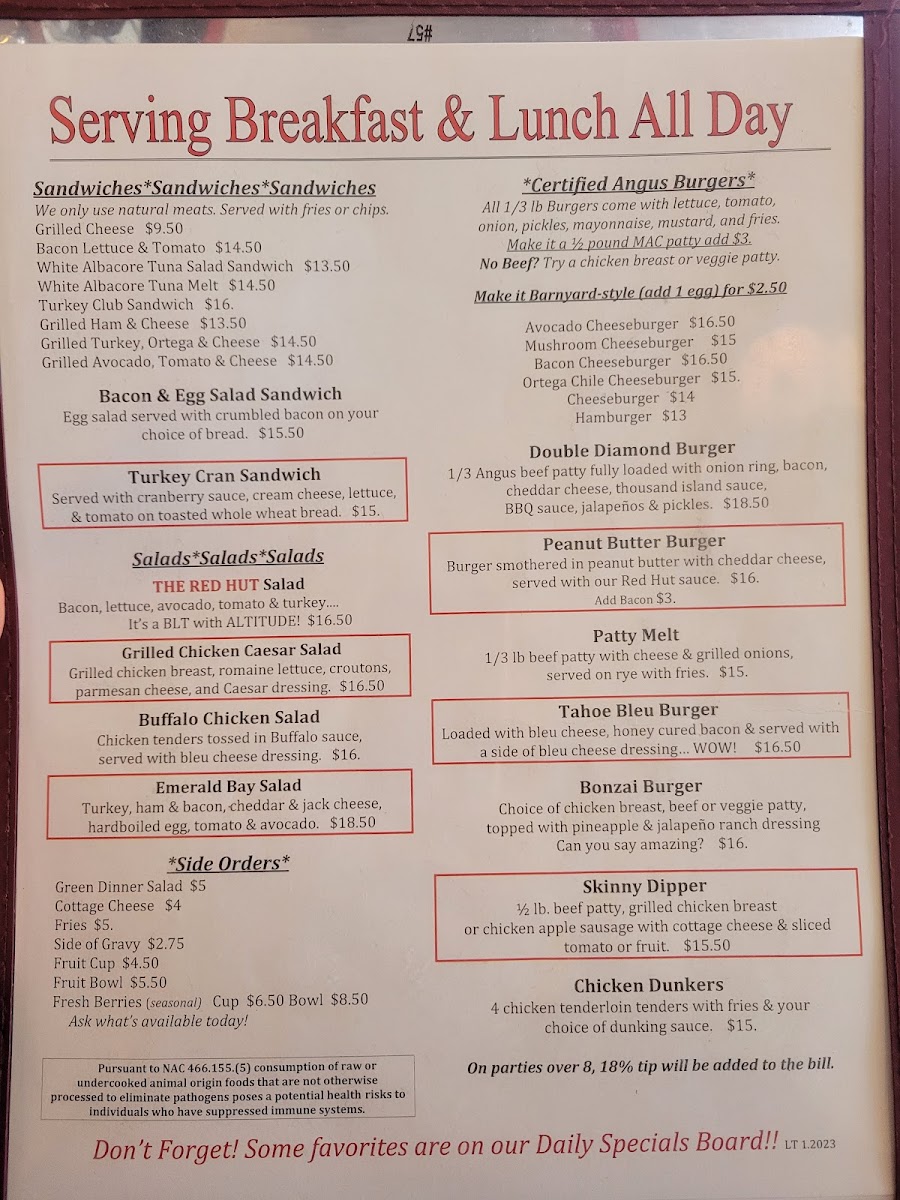 #57
Serving Breakfast & Lunch All Day
Sandwiches*Sandwiches*Sandwiches
We only use natural meats. Served with fries or chips.
Grilled Cheese $9.50
Bacon Lettuce & Tomato $14.50
White Albacore Tuna Salad Sandwich $13.50
White Albacore Tuna Melt $14.50
Turkey Club Sandwich $16.
Grilled Ham & Cheese $13.50
Grilled Turkey, Ortega & Cheese $14.50
Grilled Avocado, Tomato & Cheese $14.50
Bacon & Egg Salad Sandwich
Egg salad served with crumbled bacon on your
choice of bread. $15.50
Turkey Cran Sandwich
Served with cranberry sauce, cream cheese, lettuce,
& tomato on toasted whole wheat bread. $15.
Salads*Salads*Salads
THE RED HUT Salad
Bacon, lettuce, avocado, tomato & turkey....
It's a BLT with ALTITUDE! $16.50
Grilled Chicken Caesar Salad
Grilled chicken breast, romaine lettuce, croutons,
parmesan cheese, and Caesar dressing. $16.50
Buffalo Chicken Salad
Chicken tenders tossed in Buffalo sauce,
served with bleu cheese dressing. $16.
Emerald Bay Salad
Turkey, ham & bacon, cheddar & jack cheese,
hardboiled egg, tomato & avocado. $18.50
*Side Orders*
Green Dinner Salad $5
Cottage Cheese $4
Fries $5.
Side of Gravy $2.75
Fruit Cup $4.50
Fruit Bowl $5.50
Fresh Berries (seasonal) Cup $6.50 Bowl $8.50
Ask what's available today!
Pursuant to NAC 466.155.(5) consumption of raw or
undercooked animal origin foods that are not otherwise
processed to eliminate pathogens poses a potential health risks to
individuals who have suppressed immune systems.
*Certified Angus Burgers*
All 1/3 lb Burgers come with lettuce, tomato,
onion, pickles, mayonnaise, mustard, and fries.
Make it a ½ pound MAC patty add $3.
No Beef? Try a chicken breast or veggie patty.
Make it Barnyard-style (add 1 egg) for $2.50
Avocado Cheeseburger $16.50
Mushroom Cheeseburger $15
Bacon Cheeseburger $16.50
Ortega Chile Cheeseburger $15.
Cheeseburger $14
Hamburger $13
Double Diamond Burger
1/3 Angus beef patty fully loaded with onion ring, bacon,
cheddar cheese, thousand island sauce,
BBQ sauce, jalapeños & pickles. $18.50
Peanut Butter Burger
Burger smothered in peanut butter with cheddar cheese,
served with our Red Hut sauce. $16.
Add Bacon $3.
Patty Melt
1/3 lb beef patty with cheese & grilled onions,
served on rye with fries. $15.
Tahoe Bleu Burger
Loaded with bleu cheese, honey cured bacon & served with
a side of bleu cheese dressing... WOW! $16.50
Bonzai Burger
Choice of chicken breast, beef or veggie patty,
topped with pineapple & jalapeño ranch dressing
Can you say amazing? $16.
Skinny Dipper
½ lb. beef patty, grilled chicken breast
or chicken apple sausage with cottage cheese & sliced
tomato or fruit. $15.50
Chicken Dunkers
4 chicken tenderloin tenders with fries & your
choice of dunking sauce. $15.
On parties over 8, 18% tip will be added to the bill.
Don't Forget! Some favorites are on our Daily Specials Board!! LT 1.2023